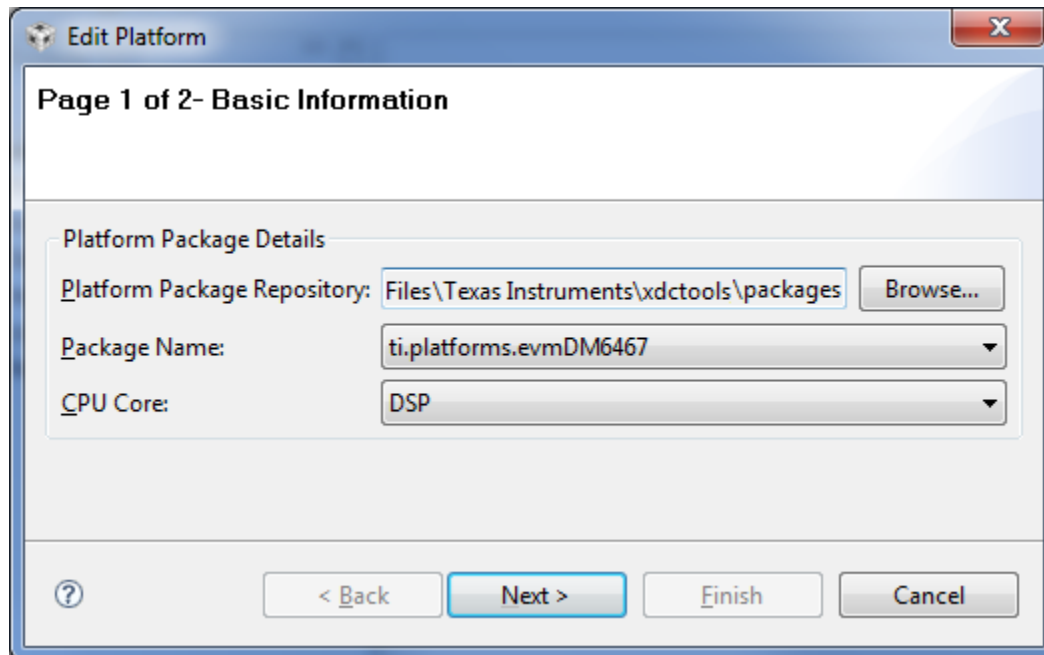 Edit Platform
Page 1 of 2- Basic Information
Platform Package Details
Platform Package Repository: Files\Texas Instruments\xdctools\packages Browse...
Package Name: ti.platforms.evmDM6467
CPU Core: DSP
? < Back Next > Finish Cancel